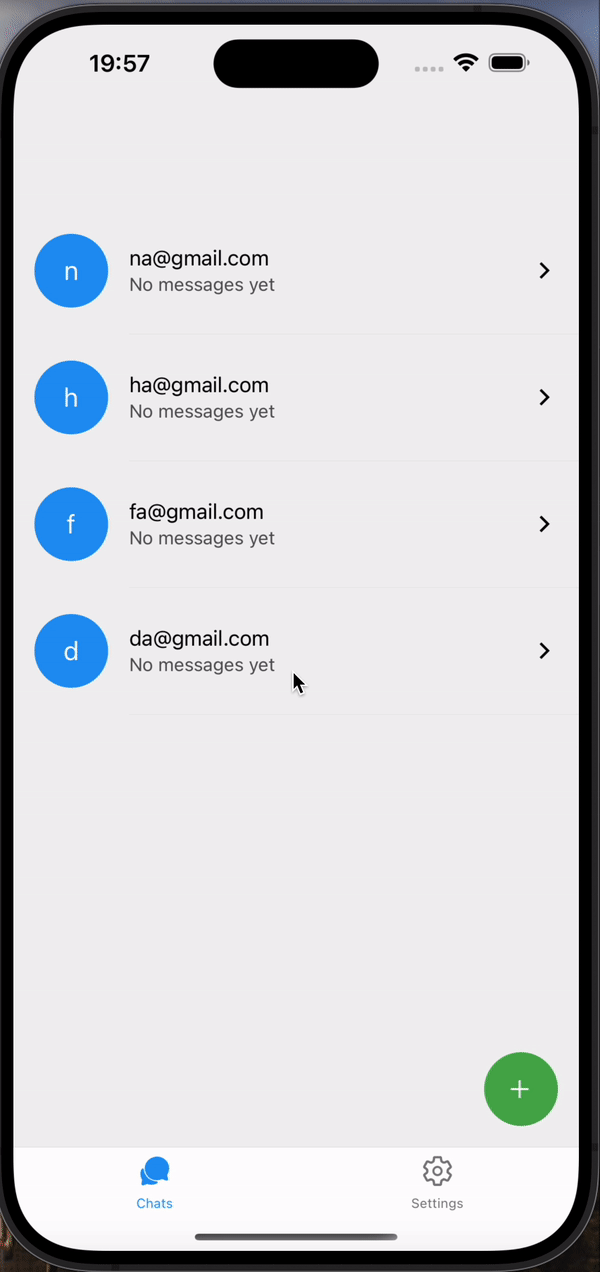 19:57
n
na@gmail.com
No messages yet
h
ha@gmail.com
No messages yet
f
fa@gmail.com
No messages yet
d
da@gmail.com
No messages yet
+
Chats
Settings